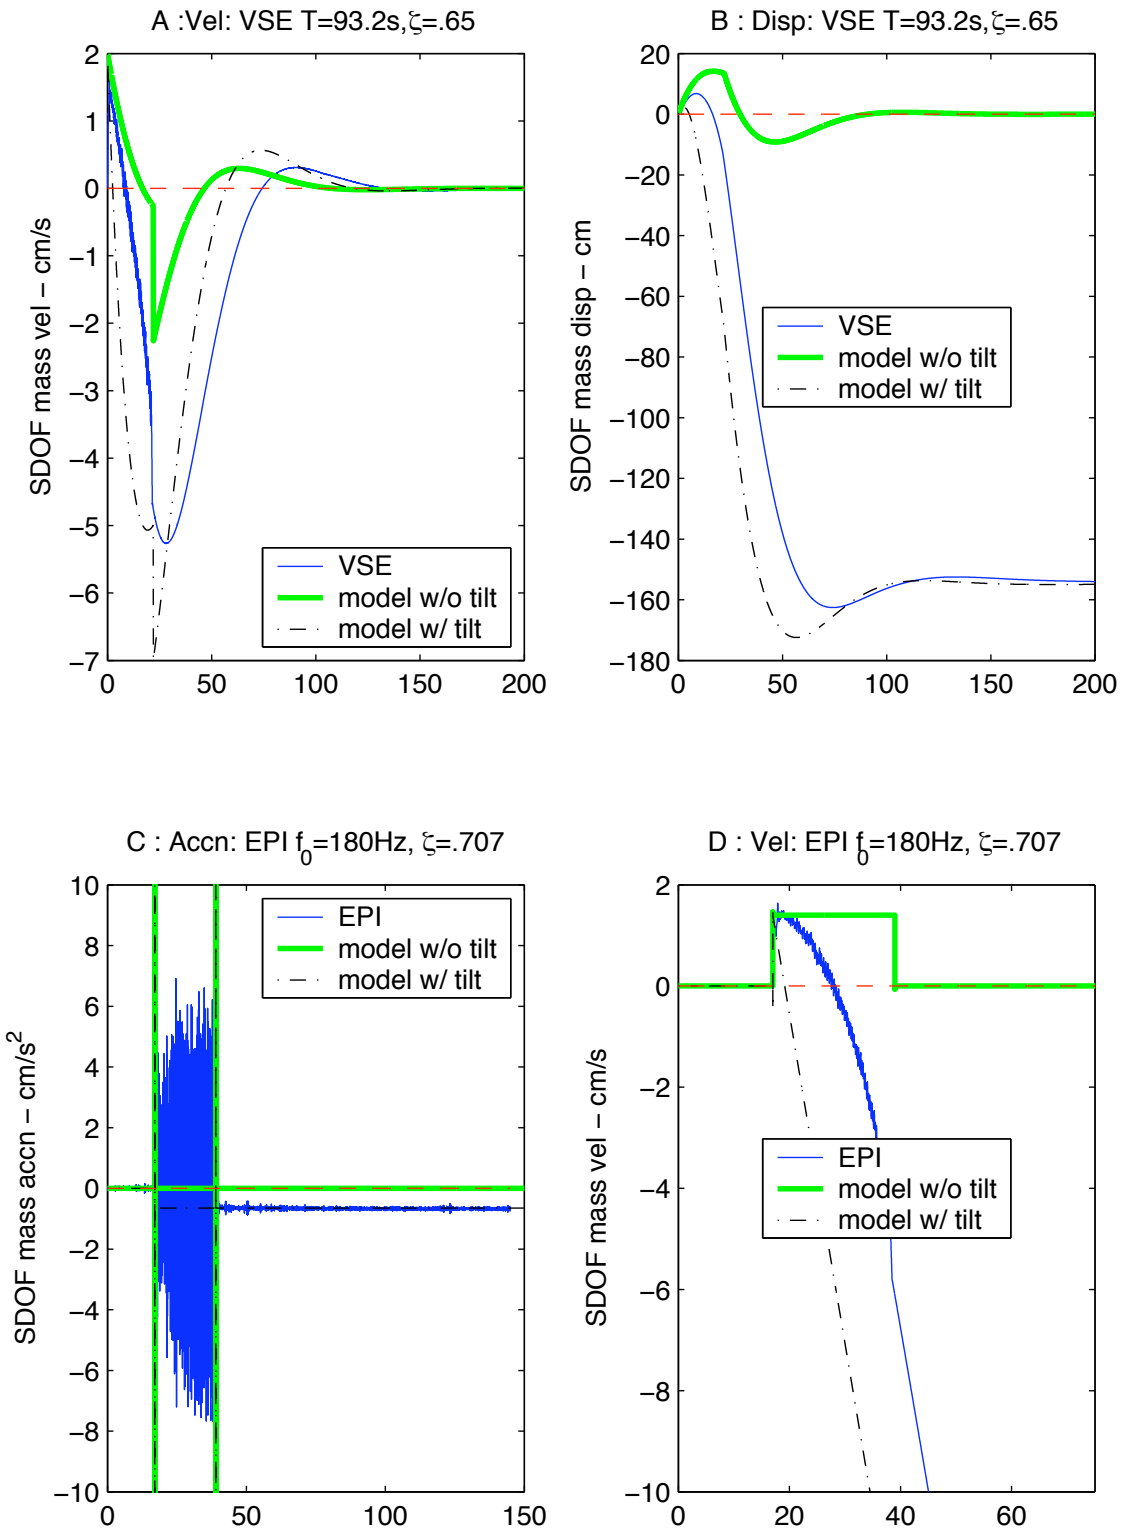 A :Vel: VSE T=93.2s,ζ=.65
2
1
0
−1
−2
−3
−4
−5
−6
−7
0
50
100
150
200
SDOF mass vel − cm/s
VSE
model w/o tilt
model w/ tilt
B : Disp: VSE T=93.2s,ζ=.65
20
0
−20
−40
−60
−80
−100
−120
−140
−160
−180
0
50
100
150
200
SDOF mass disp − cm
VSE
model w/o tilt
model w/ tilt
C : Accn: EPI f0=180Hz, ζ=.707
10
8
6
4
2
0
−2
−4
−6
−8
−10
0
50
100
150
SDOF mass accn − cm/s2
EPI
model w/o tilt
model w/ tilt
D : Vel: EPI f0=180Hz, ζ=.707
2
0
−2
−4
−6
−8
−10
0
20
40
60
SDOF mass vel − cm/s
EPI
model w/o tilt
model w/ tilt